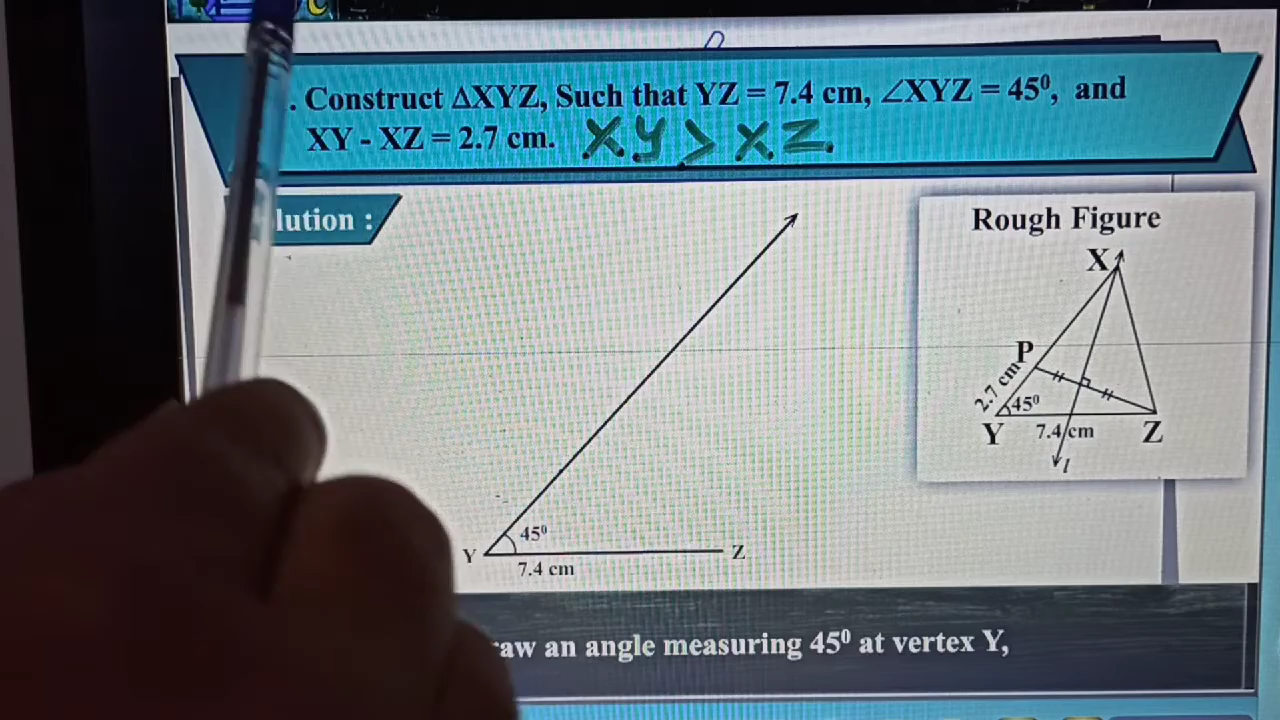 . Construct ΔXYZ, Such that YZ = 7.4 cm, ∠XYZ = 45⁰, and
XY - XZ = 2.7 cm. XY > XZ.
lution :
Rough Figure
X
P
2.7 cm
45⁰
Y 7.4 cm Z
l
45⁰
Y Z
7.4 cm
raw an angle measuring 45⁰ at vertex Y,